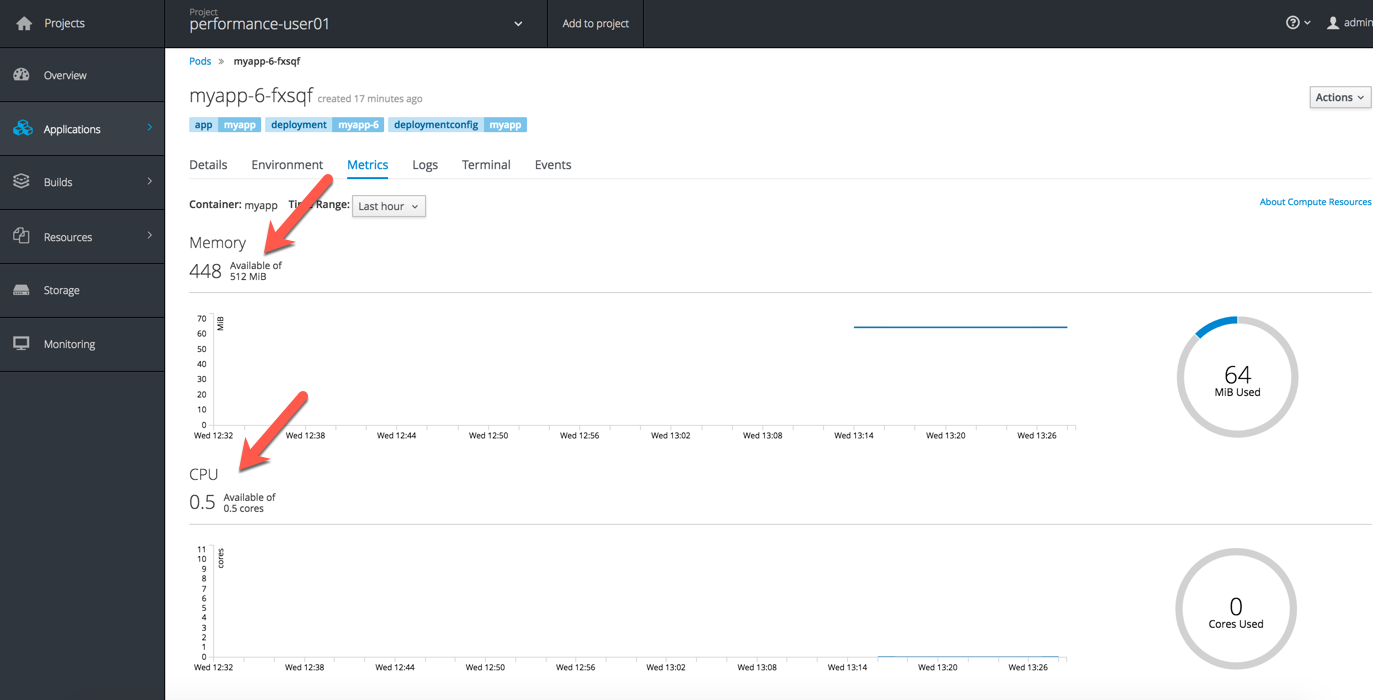 Projects
Project
performance-user01
Add to project
admin
Overview
Applications
Builds
Resources
Storage
Monitoring
Pods » myapp-6-fxsqf
myapp-6-fxsqf created 17 minutes ago
Actions
app myapp deployment myapp-6 deploymentconfig myapp
Details Environment Metrics Logs Terminal Events
Container: myapp Range: Last hour
About Compute Resources
Memory
448 Available of
512 MiB
MiB
70
60
50
40
30
20
10
0
Wed 12:32 Wed 12:38 Wed 12:44 Wed 12:50 Wed 12:56 Wed 13:02 Wed 13:08 Wed 13:14 Wed 13:20 Wed 13:26
64
MiB Used
CPU
0.5 Available of
0.5 cores
cores
11
10
9
8
7
6
5
4
3
2
1
0
Wed 12:32 Wed 12:38 Wed 12:44 Wed 12:50 Wed 12:56 Wed 13:02 Wed 13:08 Wed 13:14 Wed 13:20 Wed 13:26
0
Cores Used